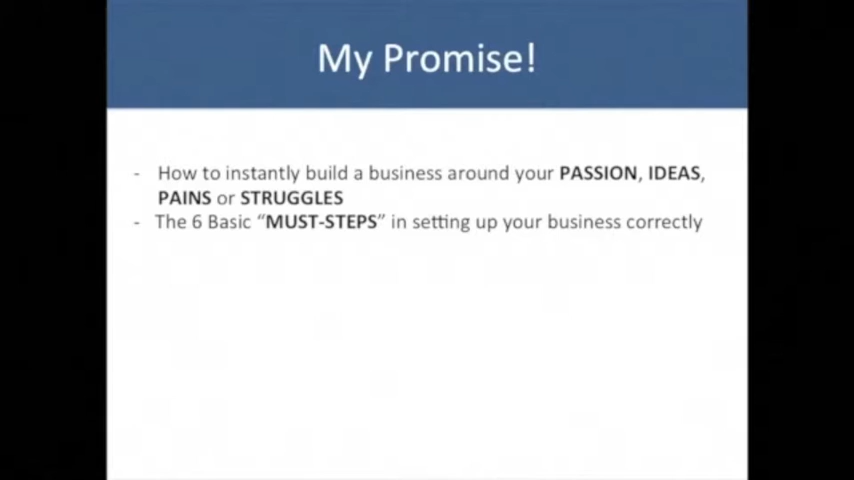 My Promise!
- How to instantly build a business around your PASSION, IDEAS,
PAINS or STRUGGLES
- The 6 Basic “MUST-STEPS” in setting up your business correctly